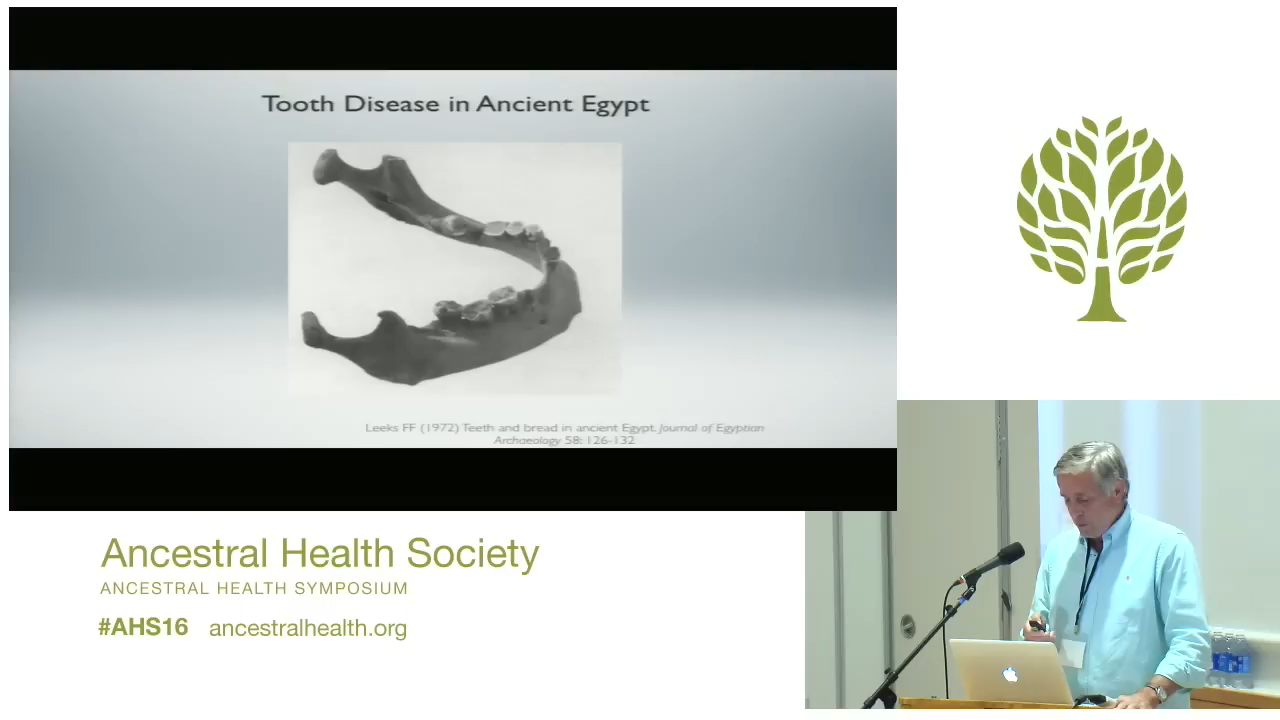 Tooth Disease in Ancient Egypt
Leeks FF (1972) Teeth and bread in ancient Egypt. Journal of Egyptian
Archaeology 58: 126-132
Ancestral Health Society
ANCESTRAL HEALTH SYMPOSIUM
#AHS16 ancestralhealth.org